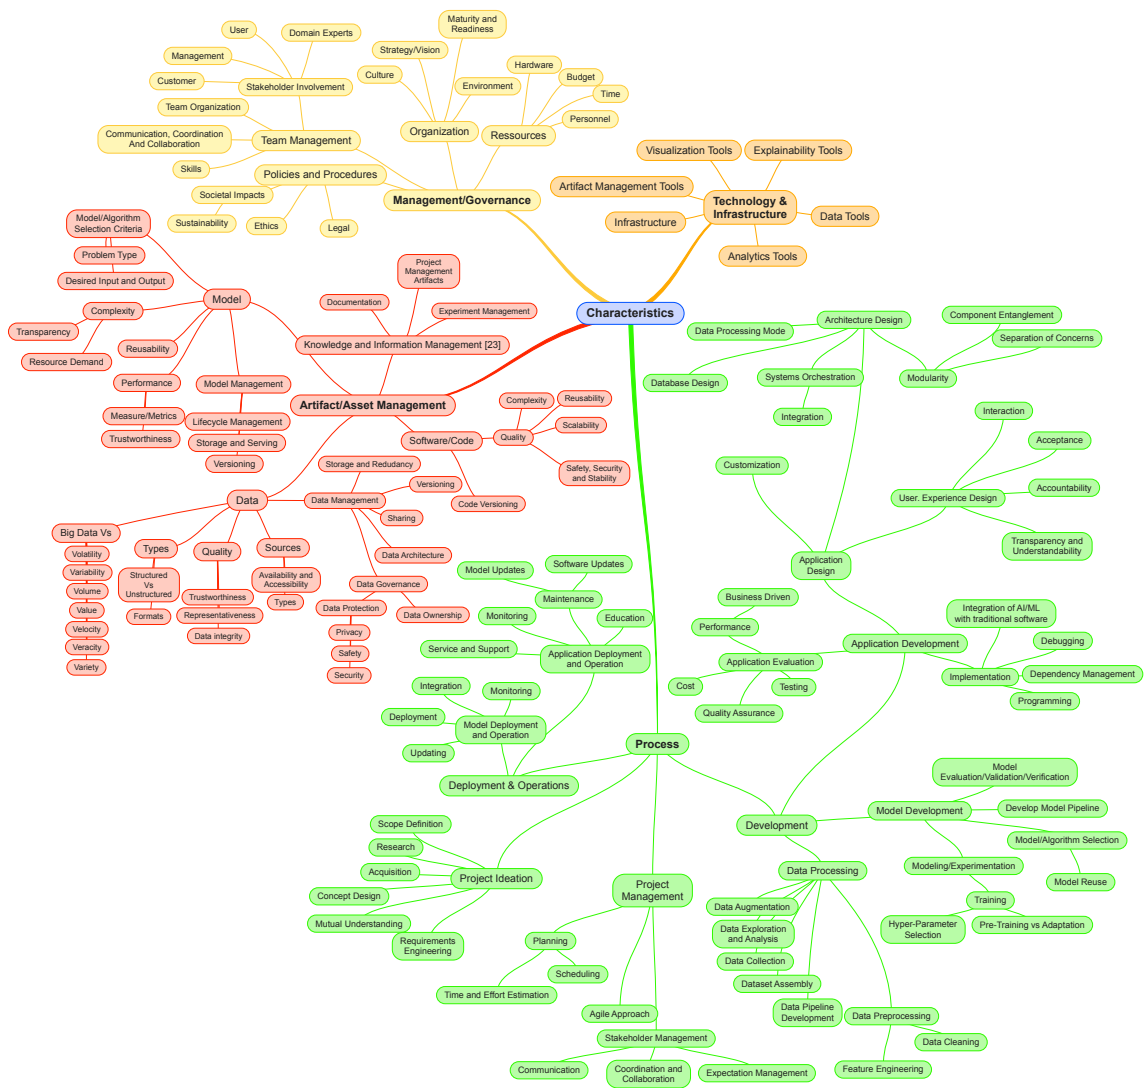 Maturity and
Readiness
User
Domain Experts
Strategy/Vision
Management
Hardware
Customer
Stakeholder Involvement
Culture
Environment
Budget
Time
Team Organization
Personnel
Communication, Coordination
And Collaboration
Team Management
Organization
Ressources
Skills
Policies and Procedures
Societal Impacts
Management/Governance
Sustainability
Ethics
Legal
Visualization Tools
Explainability Tools
Artifact Management Tools
Technology &
Infrastructure
Infrastructure
Data Tools
Analytics Tools
Model/Algorithm
Selection Criteria
Problem Type
Desired Input and Output
Project
Management
Artifacts
Model
Documentation
Experiment Management
Characteristics
Complexity
Transparency
Resource Demand
Reusability
Knowledge and Information Management [23]
Performance
Model Management
Artifact/Asset Management
Measure/Metrics
Lifecycle Management
Trustworthiness
Storage and Serving
Versioning
Software/Code
Complexity
Reusability
Scalability
Quality
Safety, Security
and Stability
Code Versioning
Storage and Redudancy
Versioning
Data
Data Management
Sharing
Data Architecture
Big Data Vs
Volatility
Variability
Volume
Value
Velocity
Veracity
Variety
Types
Structured
Vs
Unstructured
Formats
Quality
Trustworthiness
Representativeness
Data integrity
Sources
Availability and
Accessibility
Types
Data Governance
Data Protection
Data Ownership
Privacy
Safety
Security
Architecture Design
Component Entanglement
Data Processing Mode
Separation of Concerns
Database Design
Systems Orchestration
Modularity
Integration
Interaction
Customization
Acceptance
User. Experience Design
Accountability
Transparency and
Understandability
Application
Design
Model Updates
Software Updates
Maintenance
Monitoring
Education
Service and Support
Application Deployment
and Operation
Business Driven
Performance
Application Evaluation
Cost
Testing
Quality Assurance
Application Development
Integration of AI/ML
with traditional software
Debugging
Implementation
Dependency Management
Programming
Integration
Monitoring
Deployment
Model Deployment
and Operation
Updating
Process
Deployment & Operations
Development
Model
Evaluation/Validation/Verification
Model Development
Develop Model Pipeline
Model/Algorithm Selection
Modeling/Experimentation
Model Reuse
Training
Hyper-Parameter
Selection
Pre-Training vs Adaptation
Scope Definition
Research
Acquisition
Project Ideation
Concept Design
Mutual Understanding
Requirements
Engineering
Project
Management
Planning
Scheduling
Time and Effort Estimation
Agile Approach
Stakeholder Management
Communication
Coordination and
Collaboration
Expectation Management
Data Processing
Data Augmentation
Data Exploration
and Analysis
Data Collection
Dataset Assembly
Data Pipeline
Development
Data Preprocessing
Data Cleaning
Feature Engineering